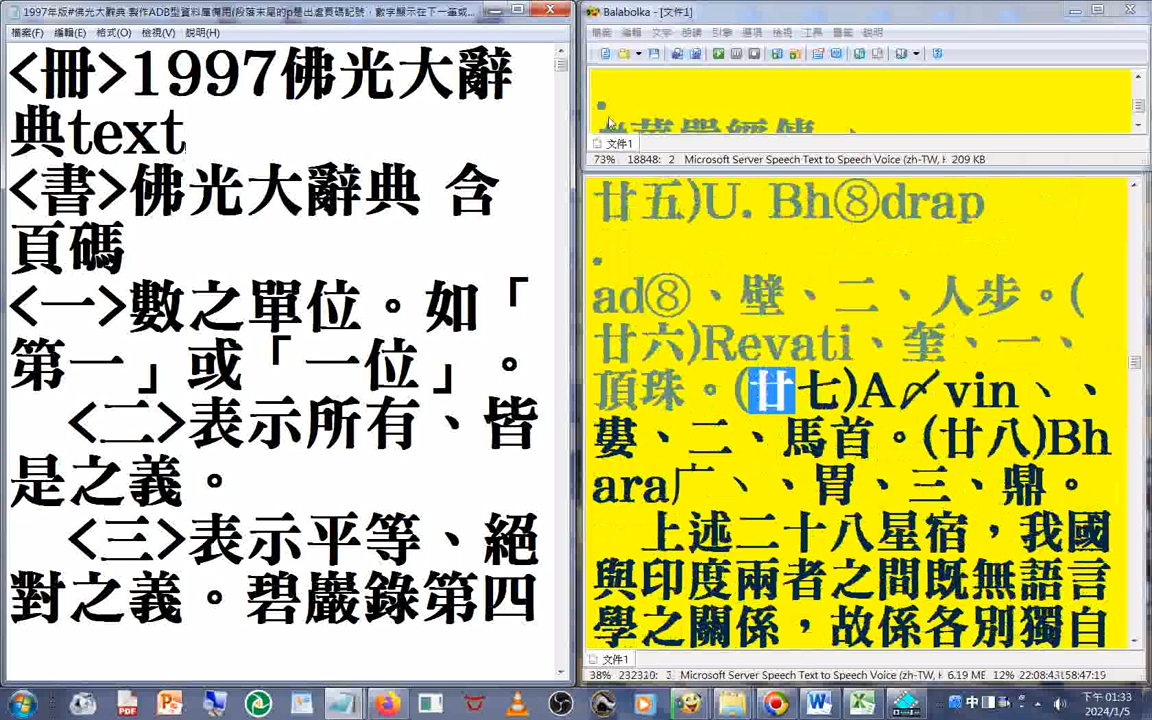 1997年版#佛光大辭典 製作ADB型資料庫備用(段落末尾的p是出處頁碼記號，數字顯示在下一筆或...
檔案(F) 編輯(E) 格式(O) 檢視(V) 說明(H)
<冊>1997佛光大辭
典text
<書>佛光大辭典 含
頁碼
<一>數之單位。如「
第一」或「一位」。
<二>表示所有、皆
是之義。
<三>表示平等、絕
對之義。碧巖錄第四
Balabolka - [文件1]
檔案 編輯 文字 朗讀 引擎 選項 檢視 工具 書籤 說明
文件1
73% 18848: 2 Microsoft Server Speech Text to Speech Voice (zh-TW, H 209 KB
廿五)U. Bh⑧drap
ad⑧、壁、二、人步。(
廿六)Revati、奎、一、
頂珠。(廿七)A〆vin、、
婁、二、馬首。(廿八)Bh
ara广、、胃、三、鼎。
上述二十八星宿，我國
與印度兩者之間既無語言
學之關係，故係各別獨自
文件1
38% 232310: 3 Microsoft Server Speech Text to Speech Voice (zh-TW, H 6.19 ME 12% 22:08:43
下午 01:33
2024/1/5